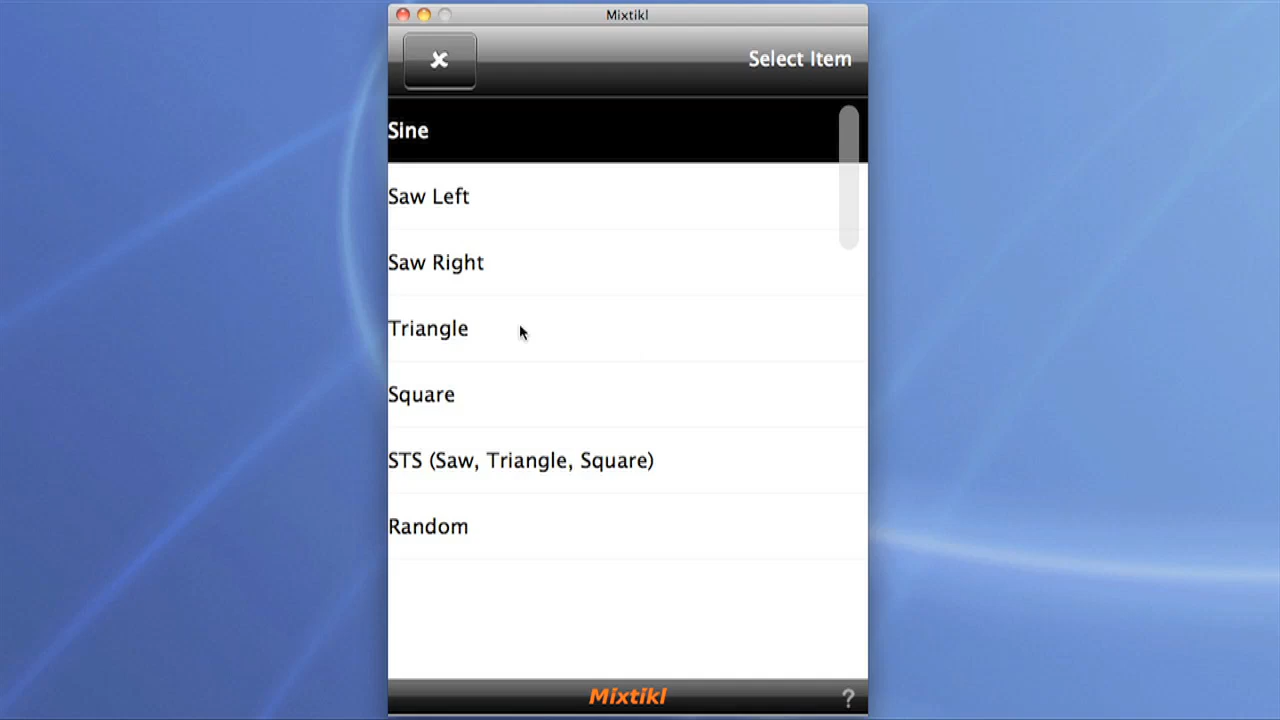 Mixtikl
Select Item
Sine
Saw Left
Saw Right
Triangle
Square
STS (Saw, Triangle, Square)
Random
Mixtikl
?